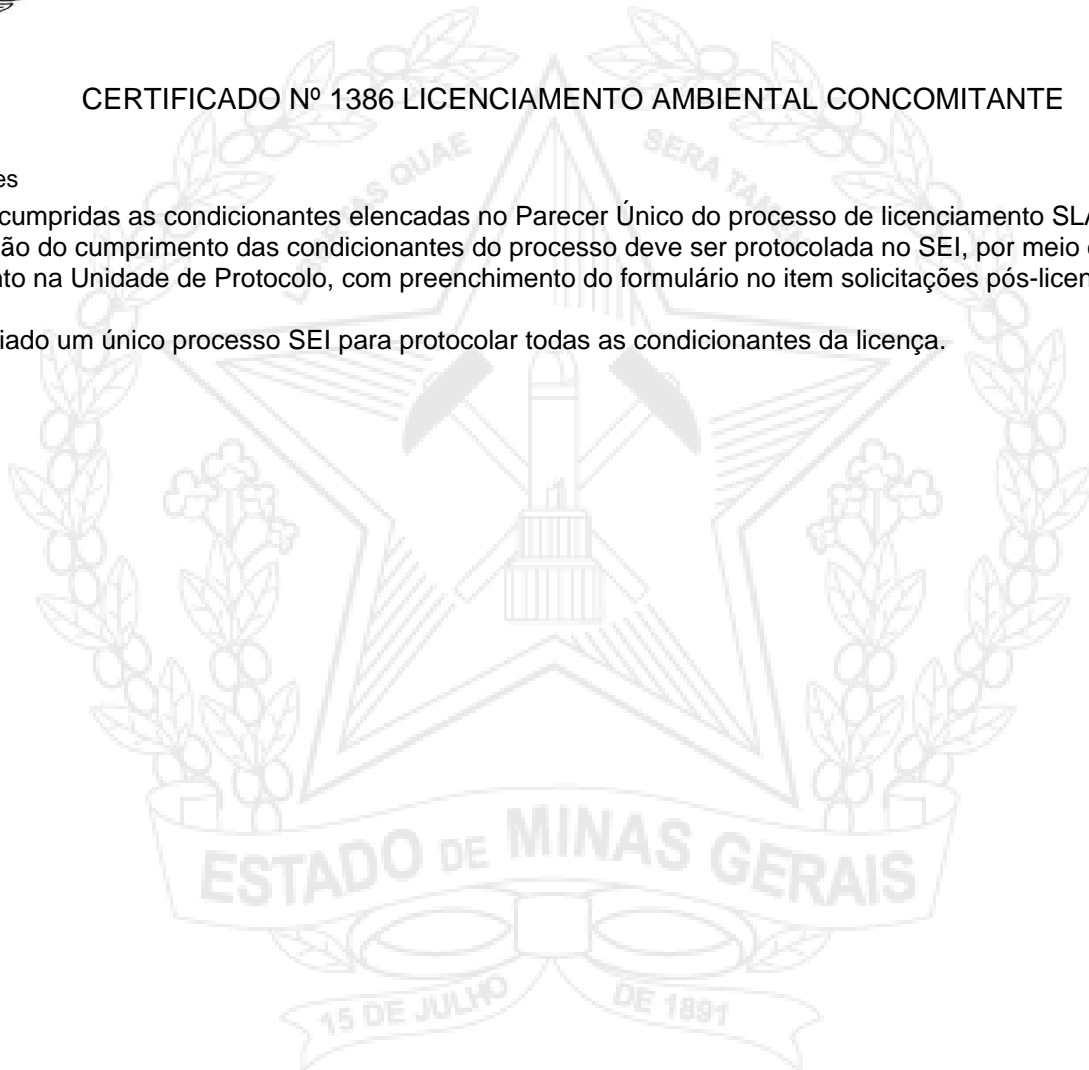 CERTIFICADO Nº 1386 LICENCIAMENTO AMBIENTAL CONCOMITANTE
es
cumpridas as condicionantes elencadas no Parecer Único do processo de licenciamento SLA
ão do cumprimento das condicionantes do processo deve ser protocolada no SEI, por meio
nto na Unidade de Protocolo, com preenchimento do formulário no item solicitações pós-licen
iado um único processo SEI para protocolar todas as condicionantes da licença.
QUAE SERA
ESTADO DE MINAS GERAIS
15 DE JULHO DE 1891